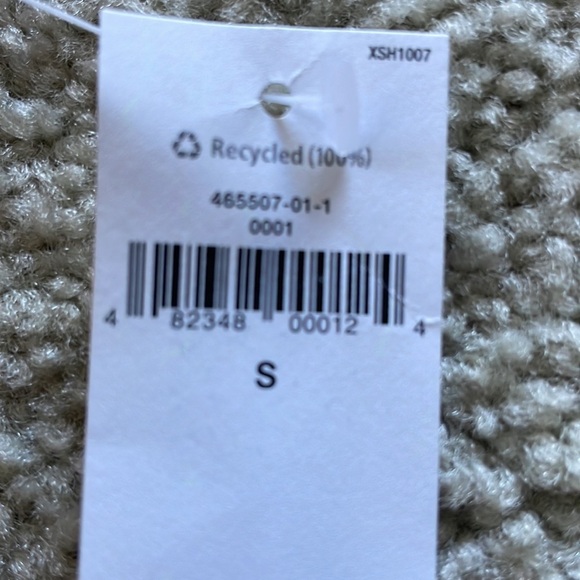 XSH1007
Recycled (100%)
465507-01-1
0001
4 82348 00012 4
S